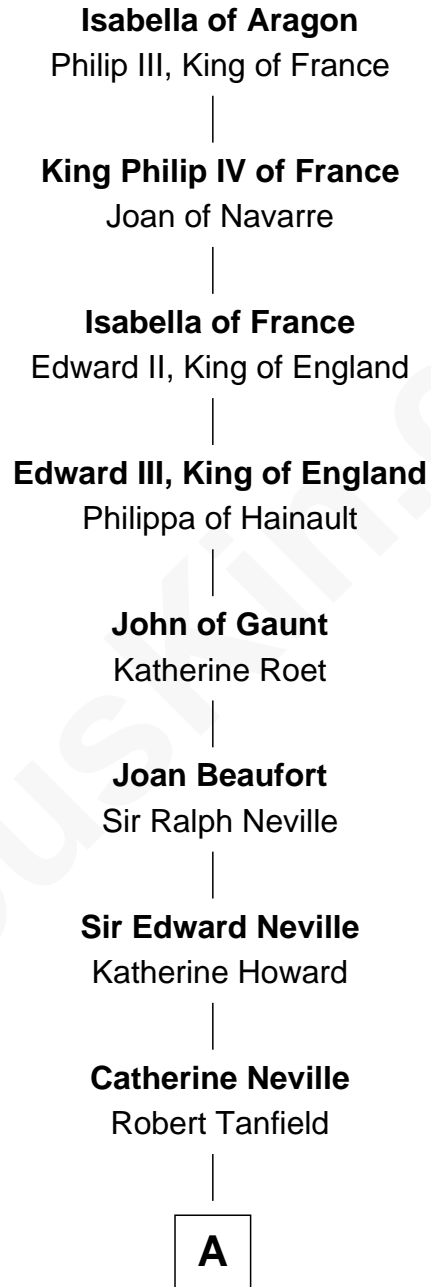 Isabella of Aragon
Philip III, King of France
King Philip IV of France
Joan of Navarre
Isabella of France
Edward II, King of England
Edward III, King of England
Philippa of Hainault
John of Gaunt
Katherine Roet
Joan Beaufort
Sir Ralph Neville
Sir Edward Neville
Katherine Howard
Catherine Neville
Robert Tanfield
A